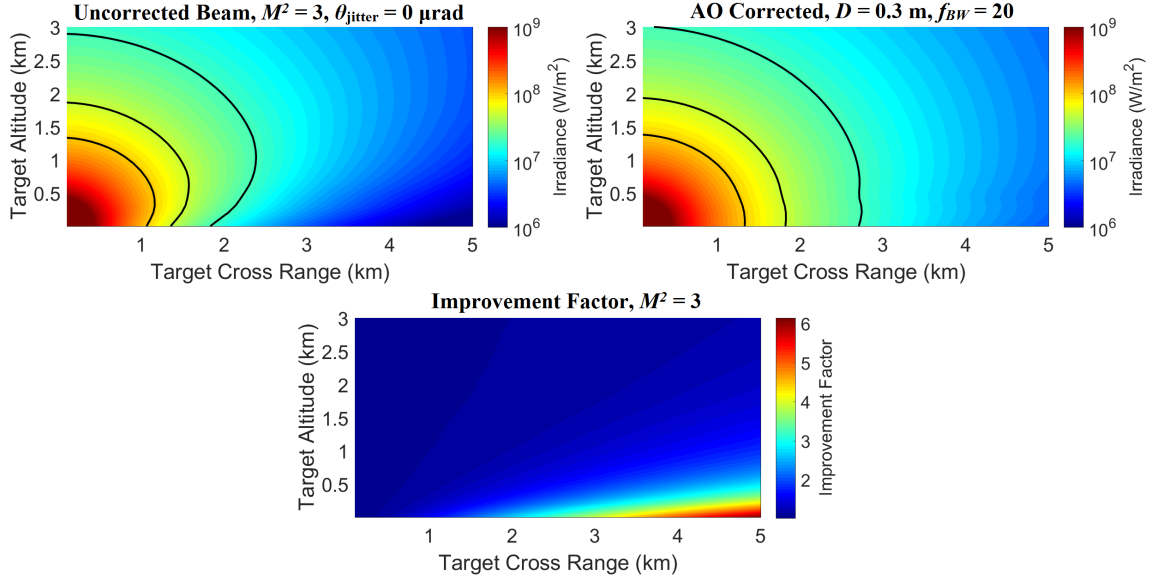 Uncorrected Beam, M² = 3, θjitter = 0 μrad
Target Altitude (km)
3
2.5
2
1.5
1
0.5
1 2 3 4 5
Target Cross Range (km)
10⁹
10⁸
10⁷
10⁶
Irradiance (W/m²)
AO Corrected, D = 0.3 m, fBW = 20
Target Altitude (km)
3
2.5
2
1.5
1
0.5
1 2 3 4 5
Target Cross Range (km)
10⁹
10⁸
10⁷
10⁶
Irradiance (W/m²)
Improvement Factor, M² = 3
Target Altitude (km)
3
2.5
2
1.5
1
0.5
1 2 3 4 5
Target Cross Range (km)
6
5
4
3
2
Improvement Factor